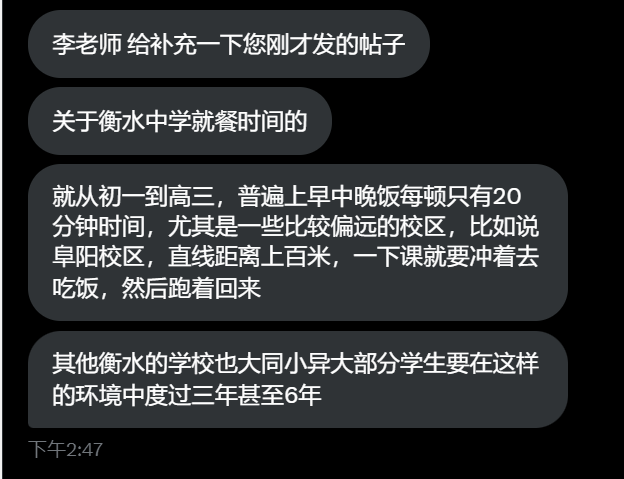 李老师 给补充一下您刚才发的帖子
关于衡水中学就餐时间的
就从初一到高三，普遍上早中晚饭每顿只有20
分钟时间，尤其是一些比较偏远的校区，比如说
阜阳校区，直线距离上百米，一下课就要冲着去
吃饭，然后跑着回来
其他衡水的学校也大同小异大部分学生要在这样
的环境中度过三年甚至6年
下午2:47